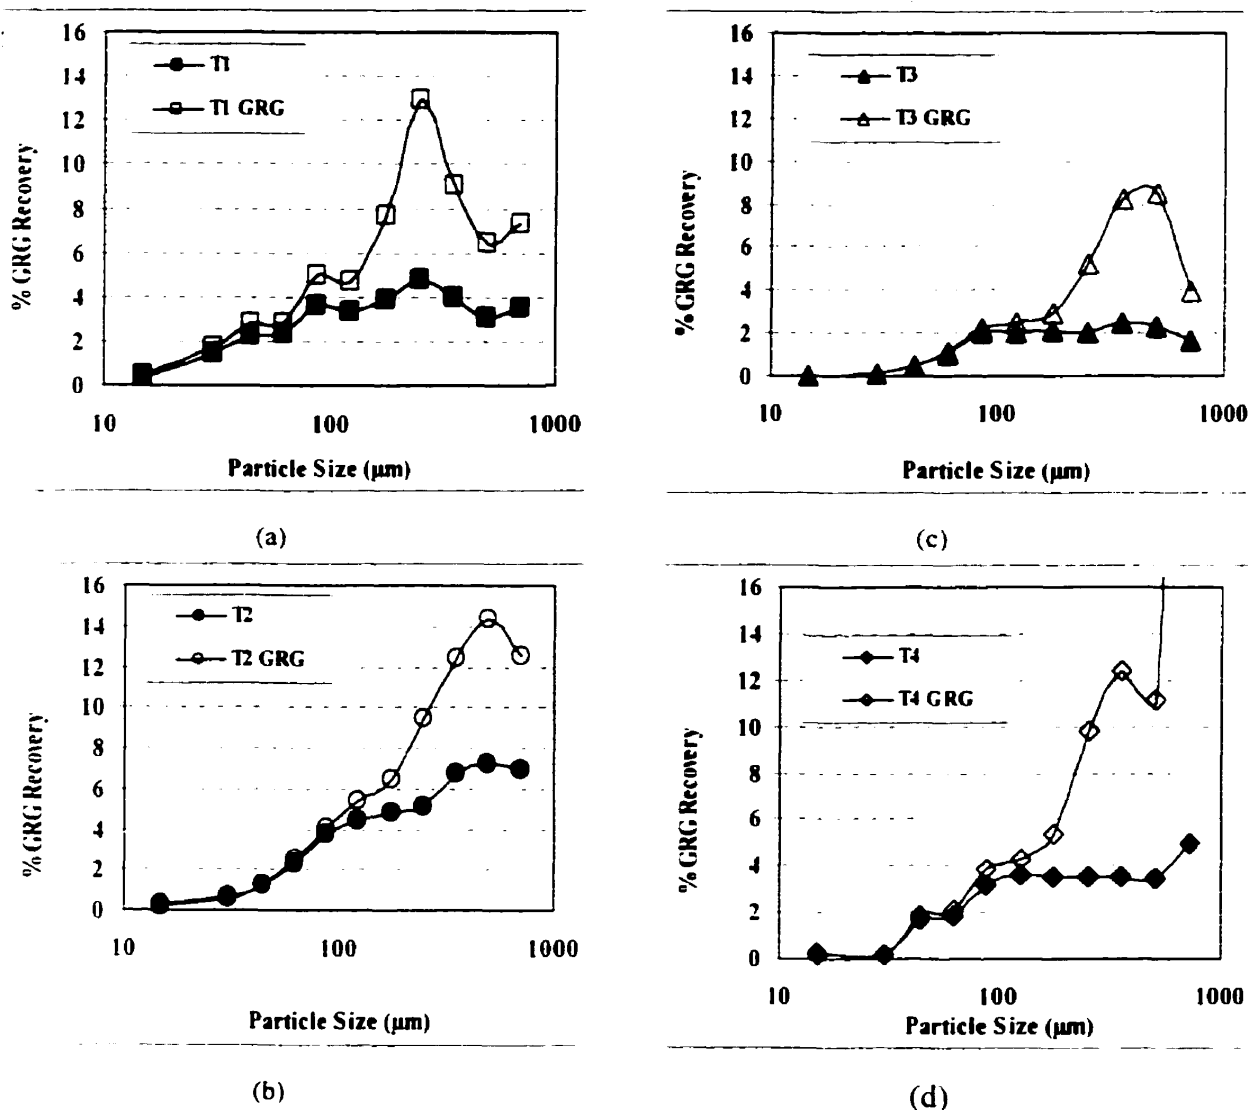 16
14
12
10
8
6
4
2
0
% GRG Recovery
T1
T1 GRG
10 100 1000
Particle Size (µm)
(a)
16
14
12
10
8
6
4
2
0
% GRG Recovery
T3
T3 GRG
10 100 1000
Particle Size (µm)
(c)
16
14
12
10
8
6
4
2
0
% GRG Recovery
T2
T2 GRG
10 100 1000
Particle Size (µm)
(b)
16
14
12
10
8
6
4
2
0
% GRG Recovery
T4
T4 GRG
10 100 1000
Particle Size (µm)
(d)